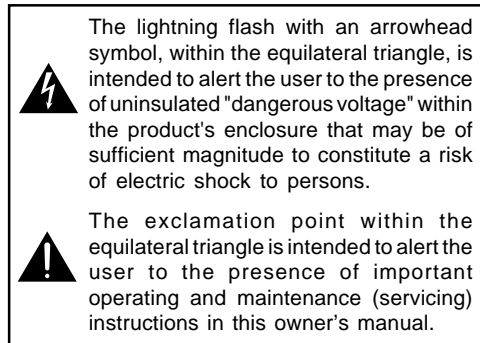 The lightning flash with an arrowhead
symbol, within the equilateral triangle, is
intended to alert the user to the presence
of uninsulated "dangerous voltage" within
the product's enclosure that may be of
sufficient magnitude to constitute a risk
of electric shock to persons.
The exclamation point within the
equilateral triangle is intended to alert the
user to the presence of important
operating and maintenance (servicing)
instructions in this owner's manual.